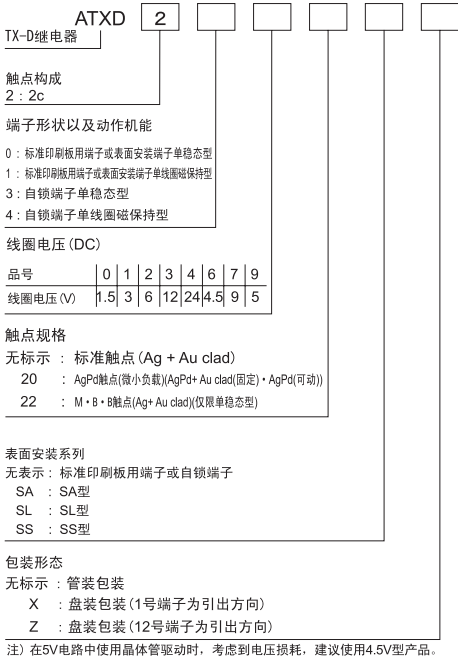 ATXD 2
TX-D继电器
触点构成
2：2c
端子形状以及动作机能
0：标准印刷板用端子或表面安装端子单稳态型
1：标准印刷板用端子或表面安装端子单线圈磁保持型
3：自锁端子单稳态型
4：自锁端子单线圈磁保持型
线圈电压(DC)
品号 0 1 2 3 4 6 7 9
线圈电压(V) 1.5 3 6 12 24 4.5 9 5
触点规格
无标示：标准触点(Ag + Au clad)
20：AgPd触点(微小负载)(AgPd+ Au clad(固定)・AgPd(可动))
22：M・B・B触点(Ag+ Au clad)(仅限单稳态型)
表面安装系列
无表示：标准印刷板用端子或自锁端子
SA：SA型
SL：SL型
SS：SS型
包装形态
无标示：管装包装
X：盘装包装(1号端子为引出方向)
Z：盘装包装(12号端子为引出方向)
注) 在5V电路中使用晶体管驱动时，考虑到电压损耗，建议使用4.5V型产品。